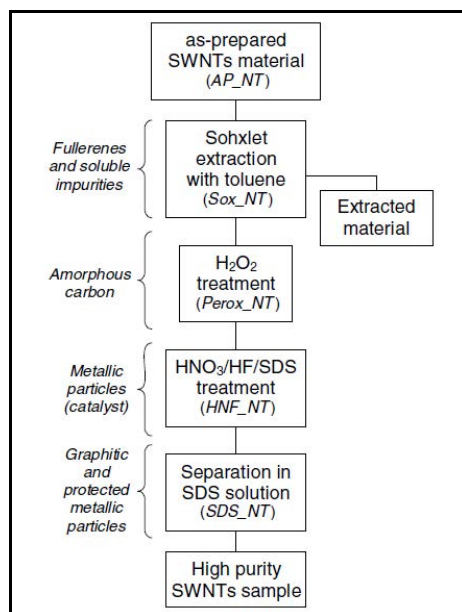 as-prepared
SWNTs material
(AP_NT)
Fullerenes
and soluble
impurities
Sohxlet
extraction
with toluene
(Sox_NT)
Extracted
material
Amorphous
carbon
H₂O₂
treatment
(Perox_NT)
Metallic
particles
(catalyst)
HNO₃/HF/SDS
treatment
(HNF_NT)
Graphitic
and
protected
metallic
particles
Separation in
SDS solution
(SDS_NT)
High purity
SWNTs sample